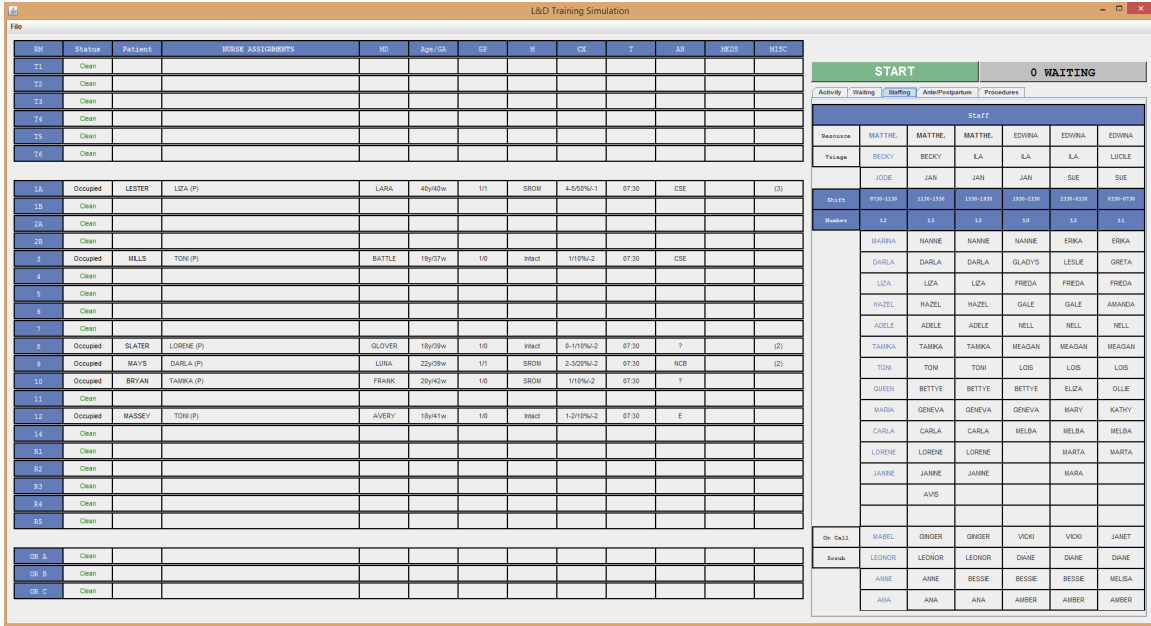 L&D Training Simulation
File
RM Status Patient NURSE ASSIGNMENTS MD Age/GA GP M CX T AN MEDS MISC
T1 Clean
T2 Clean
T3 Clean
T4 Clean
T5 Clean
T6 Clean
1A Occupied LESTER LIZA (P) LARA 40y/40w 1/1 SROM 4-5/50%/-1 07:30 CSE (3)
1B Clean
2A Clean
2B Clean
3 Occupied MILLS TONI (P) BATTLE 19y/37w 1/0 Intact 1/10%/-2 07:30 CSE
4 Clean
5 Clean
6 Clean
7 Clean
8 Occupied SLATER LORENE (P) GLOVER 18y/39w 1/0 Intact 0-1/10%/-2 07:30 ? (2)
9 Occupied MAYS DARLA (P) LUNA 22y/39w 1/1 SROM 2-3/20%/-2 07:30 NCB (2)
10 Occupied BRYAN TAMIKA (P) FRANK 20y/42w 1/0 SROM 1/10%/-2 07:30 ?
11 Clean
12 Occupied MASSEY TONI (P) AVERY 18y/41w 1/0 Intact 1-2/10%/-2 07:30 E
14 Clean
R1 Clean
R2 Clean
R3 Clean
R4 Clean
R5 Clean
OR A Clean
OR B Clean
OR C Clean
START 0 WAITING
Activity Waiting Staffing Ante/Postpartum Procedures
Staff
Resource MATTHE. MATTHE. MATTHE. EDWINA EDWINA EDWINA
Triage BECKY BECKY ILA ILA ILA LUCILE
JODIE JAN JAN JAN SUE SUE
Shift 0730-1130 1130-1530 1530-1930 1930-2330 2330-0330 0330-0730
Number 12 13 12 10 12 11
MARINA NANNIE NANNIE NANNIE ERIKA ERIKA
DARLA DARLA DARLA GLADYS LESLIE GRETA
LIZA LIZA LIZA FRIEDA FRIEDA FRIEDA
HAZEL HAZEL HAZEL GALE GALE AMANDA
ADELE ADELE ADELE NELL NELL NELL
TAMIKA TAMIKA TAMIKA MEAGAN MEAGAN MEAGAN
TONI TONI TONI LOIS LOIS LOIS
QUEEN BETTYE BETTYE BETTYE ELIZA OLLIE
MARIA GENEVA GENEVA GENEVA MARY KATHY
CARLA CARLA CARLA MELBA MELBA MELBA
LORENE LORENE LORENE MARTA MARTA
JANINE JANINE JANINE MARA
AVIS
On Call MABEL GINGER GINGER VICKI VICKI JANET
Scrub LEONOR LEONOR LEONOR DIANE DIANE DIANE
ANNE ANNE BESSIE BESSIE BESSIE MELISA
ANA ANA ANA AMBER AMBER AMBER